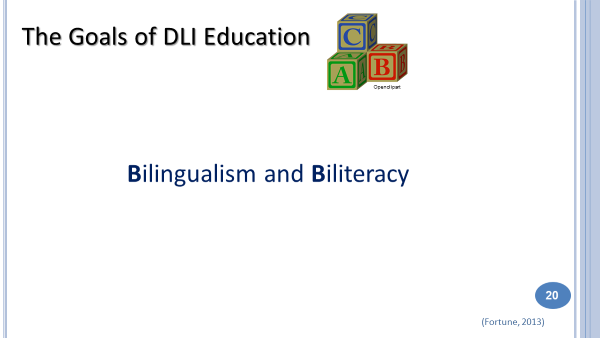 The Goals of DLI Education
C
A B
Openclipart
Bilingualism and Biliteracy
20
(Fortune, 2013)